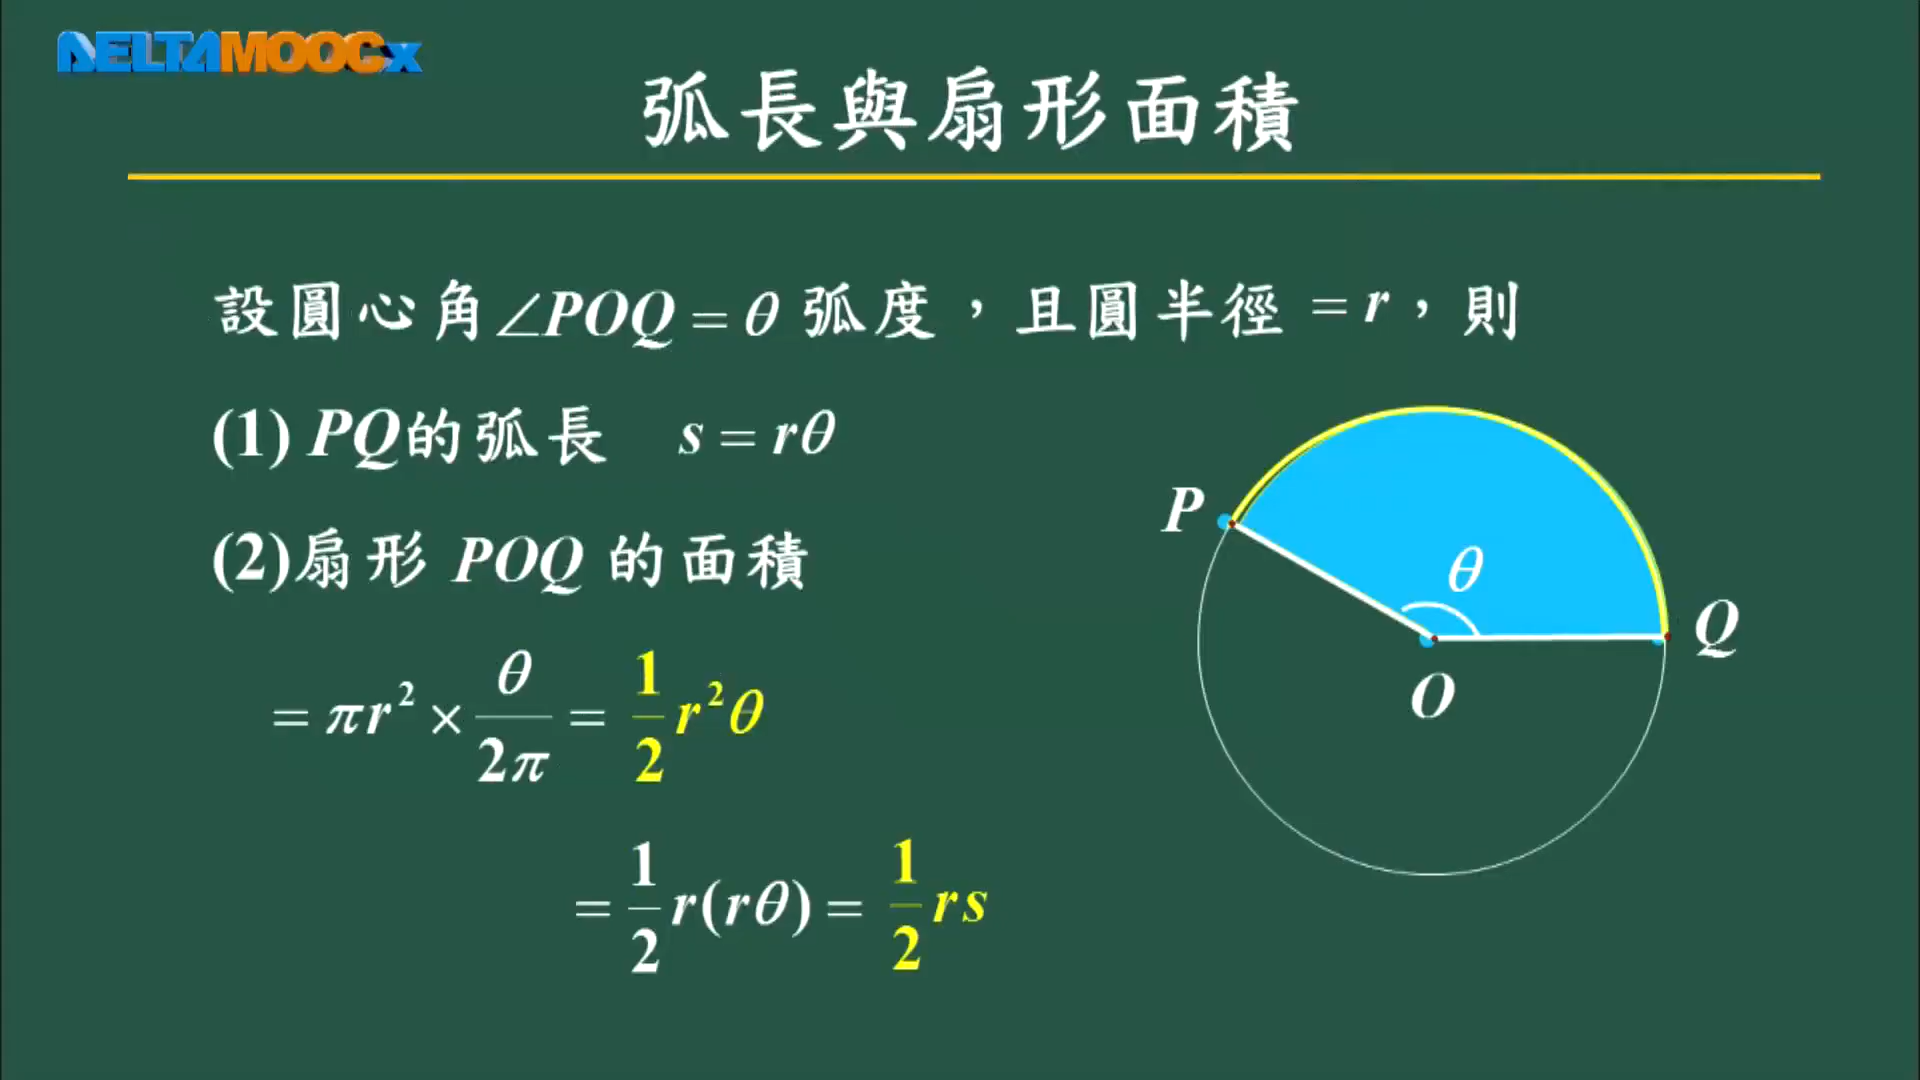 DELTAMOOCx
弧長與扇形面積
設圓心角∠POQ = θ 弧度，且圓半徑 = r，則
(1) PQ的弧長 s = rθ
(2)扇形 POQ 的面積
= πr² × θ/2π = 1/2 r²θ
= 1/2 r(rθ) = 1/2 rs
P
θ
Q
O